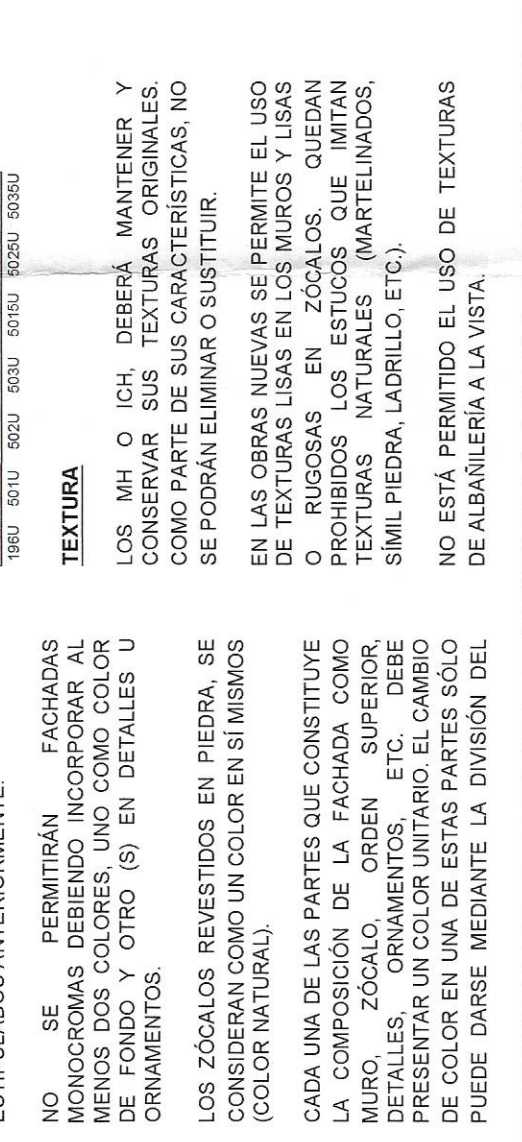 ANTERIORMENTE.
NO SE PERMITIRÁN FACHADAS
MONOCROMAS DEBIENDO INCORPORAR AL
MENOS DOS COLORES, UNO COMO COLOR
DE FONDO Y OTRO (S) EN DETALLES U
ORNAMENTOS.
LOS ZÓCALOS REVESTIDOS EN PIEDRA, SE
CONSIDERAN COMO UN COLOR EN SÍ MISMOS
(COLOR NATURAL).
CADA UNA DE LAS PARTES QUE CONSTITUYE
LA COMPOSICIÓN DE LA FACHADA COMO
MURO, ZÓCALO, ORDEN SUPERIOR,
DETALLES, ORNAMENTOS, ETC. DEBE
PRESENTAR UN COLOR UNITARIO. EL CAMBIO
DE COLOR EN UNA DE ESTAS PARTES SÓLO
PUEDE DARSE MEDIANTE LA DIVISIÓN DEL
196U 501U 502U 503U 5015U 5025U 5035U
TEXTURA
LOS MH O ICH, DEBERÁ MANTENER Y
CONSERVAR SUS TEXTURAS ORIGINALES.
COMO PARTE DE SUS CARACTERÍSTICAS, NO
SE PODRÁN ELIMINAR O SUSTITUIR.
EN LAS OBRAS NUEVAS SE PERMITE EL USO
DE TEXTURAS LISAS EN LOS MUROS Y LISAS
O RUGOSAS EN ZÓCALOS. QUEDAN
PROHIBIDOS LOS ESTUCOS QUE IMITAN
TEXTURAS NATURALES (MARTELINADOS,
SÍMIL PIEDRA, LADRILLO, ETC.).
NO ESTÁ PERMITIDO EL USO DE TEXTURAS
DE ALBAÑILERÍA A LA VISTA.